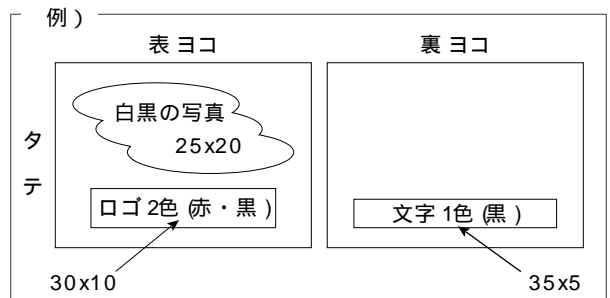 例）
表 ヨコ
裏 ヨコ
タテ
白黒の写真
25x20
ロゴ 2色（赤・黒）
文字 1色（黒）
30x10
35x5